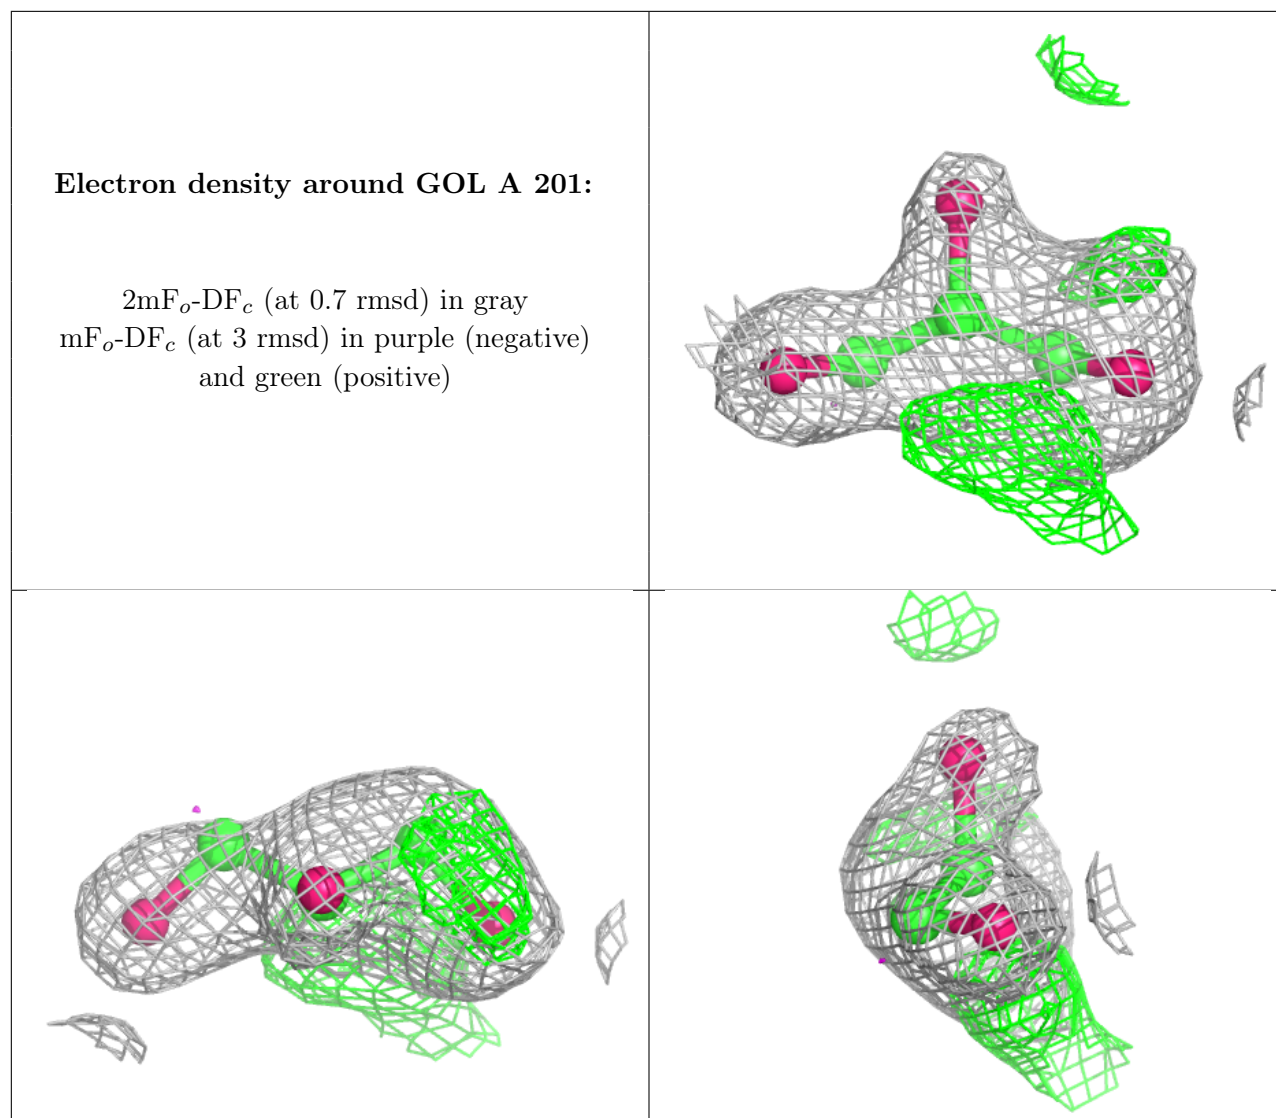 Electron density around GOL A 201:
2mFo-DFc (at 0.7 rmsd) in gray
mFo-DFc (at 3 rmsd) in purple (negative)
and green (positive)